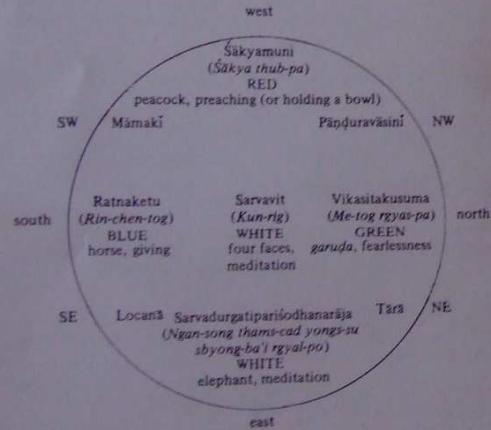 west
Śākyamuni
(Śākya thub-pa)
RED
peacock, preaching (or holding a bowl)
SW Māmakī Pāṇḍuravāsinī NW
Ratnaketu Sarvavit Vikasitakusuma
south (Rin-chen-tog) (Kun-rig) (Me-tog rgyas-pa) north
BLUE WHITE GREEN
horse, giving four faces, garuḍa, fearlessness
meditation
SE Locanā Sarvadurgatipariśodhanarāja Tārā NE
(Ngan-song thams-cad yongs-su
sbyong-ba'i rgyal-po)
WHITE
elephant, meditation
east